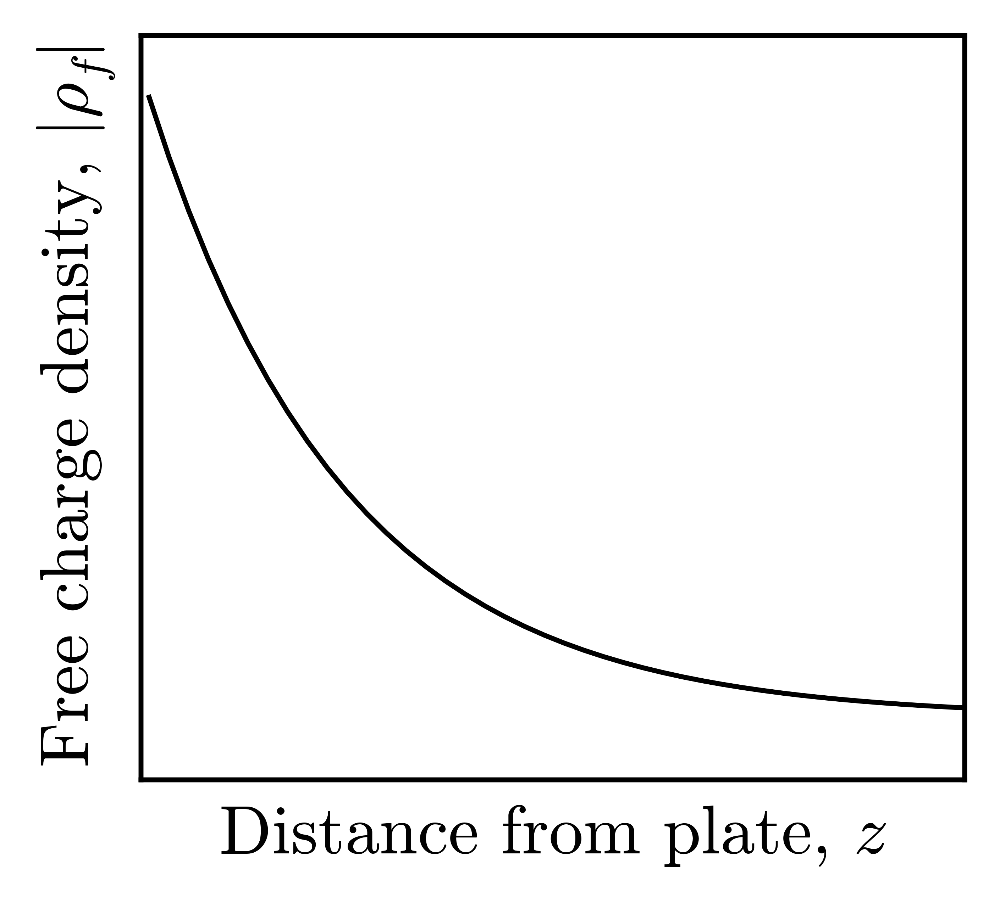 Free charge density, |ρ_f|
Distance from plate, z